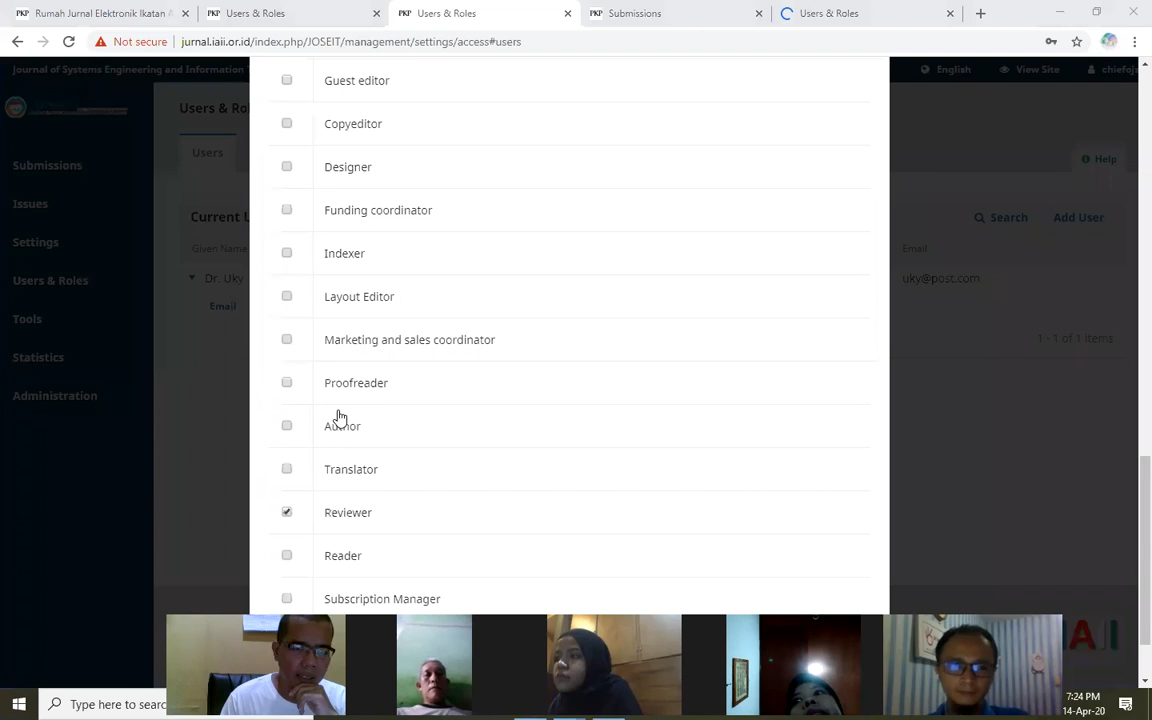 Rumah Jurnal Elektronik Ikatan A
Users & Roles
Users & Roles
Submissions
Users & Roles
Not secure
jurnal.iaii.or.id/index.php/JOSEIT/management/settings/access#users
Journal of Systems Engineering and Information T
English
View Site
chiefoj
Users & Ro
Users
Help
Submissions
Issues
Settings
Users & Roles
Tools
Statistics
Administration
Current U
Search
Add User
Given Name
Email
Dr. Uky
uky@post.com
Email
1 - 1 of 1 items
Guest editor
Copyeditor
Designer
Funding coordinator
Indexer
Layout Editor
Marketing and sales coordinator
Proofreader
Author
Translator
Reviewer
Reader
Subscription Manager
Type here to searc
7:24 PM
14-Apr-20